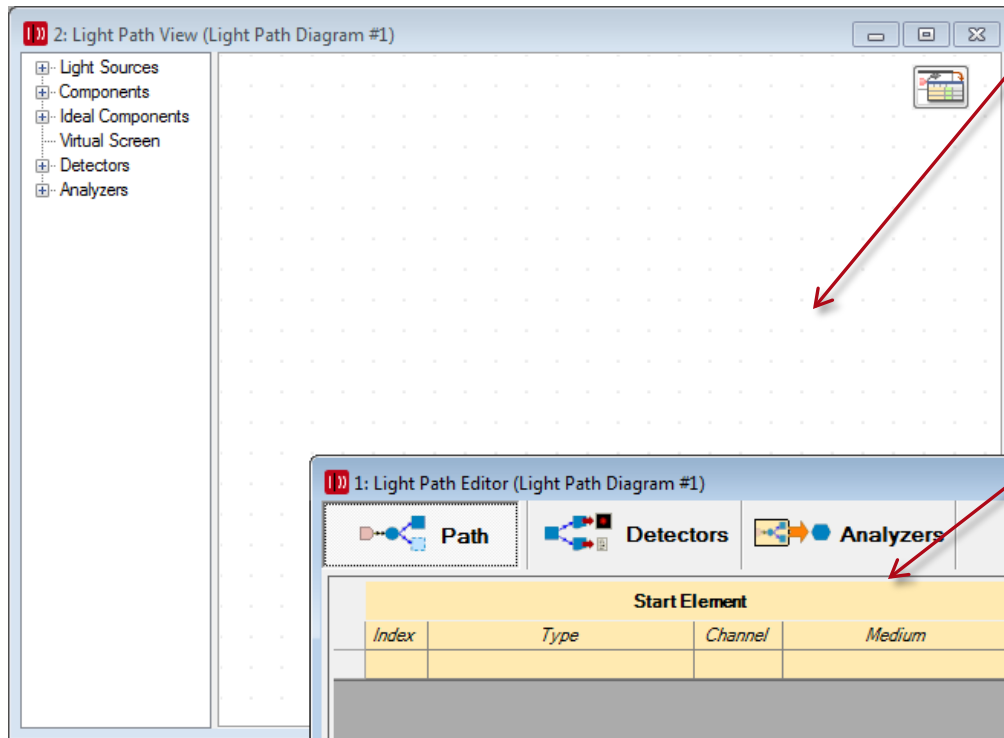 2: Light Path View (Light Path Diagram #1)
Light Sources
Components
Ideal Components
Virtual Screen
Detectors
Analyzers
1: Light Path Editor (Light Path Diagram #1)
Path Detectors Analyzers
Start Element
Index Type Channel Medium